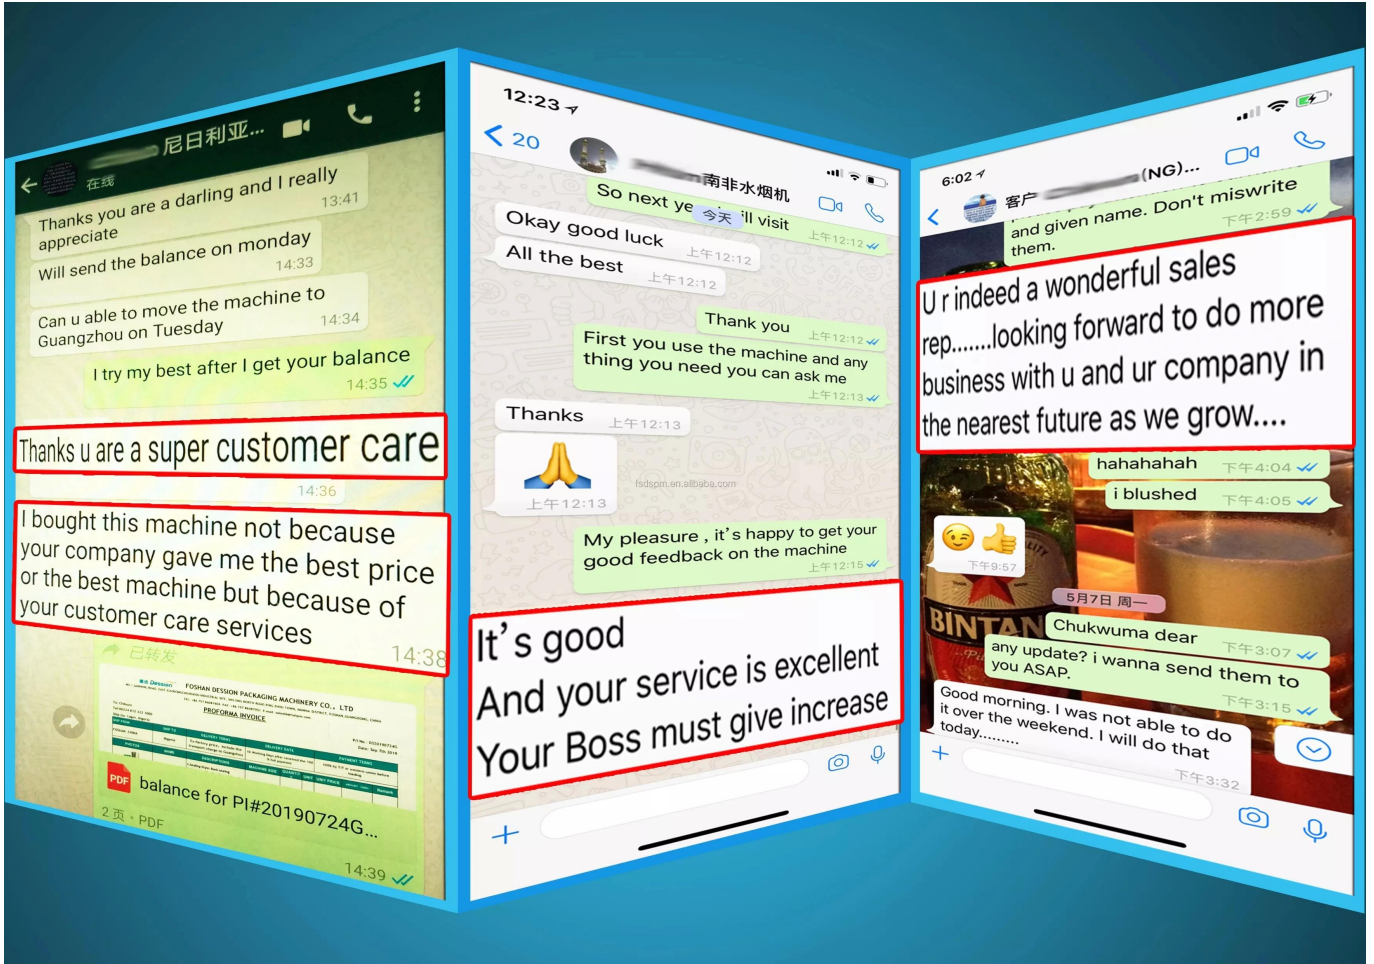 尼日利亚...
在线
Thanks you are a darling and I really
appreciate
13:41
Will send the balance on monday
14:33
Can u able to move the machine to
Guangzhou on Tuesday
14:34
I try my best after I get your balance
14:35
Thanks u are a super customer care
14:36
I bought this machine not because
your company gave me the best price
or the best machine but because of
your customer care services
14:38
已转发
Dession
FOSHAN DESSION PACKAGING MACHINERY CO., LTD
PROFORMA INVOICE
PDF
balance for PI#20190724G...
2 页 · PDF
14:39
12:23
20
南非水烟机
So next ye
ill visit
上午12:12
今天
Okay good luck
上午12:12
All the best
上午12:12
Thank you
上午12:12
First you use the machine and any
thing you need you can ask me
上午12:13
Thanks
上午12:13
上午12:13
fsdspm.en.alibaba.com
My pleasure , it's happy to get your
good feedback on the machine
上午12:15
It's good
And your service is excellent
Your Boss must give increase
6:02
客户
(NG)...
and given name. Don't miswrite
them.
下午2:59
U r indeed a wonderful sales
rep.......looking forward to do more
business with u and ur company in
the nearest future as we grow....
hahahahah
下午4:04
i blushed
下午4:05
下午9:57
BINTAN
5月7日 周一
Chukwuma dear
下午3:07
any update? i wanna send them to
you ASAP.
下午3:15
Good morning. I was not able to do
it over the weekend. I will do that
today.........
下午3:32